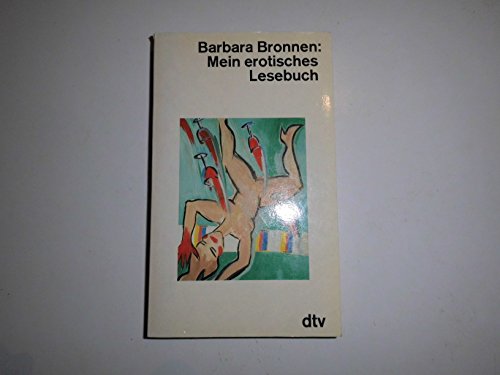 Barbara Bronnen:
Mein erotisches
Lesebuch
dtv